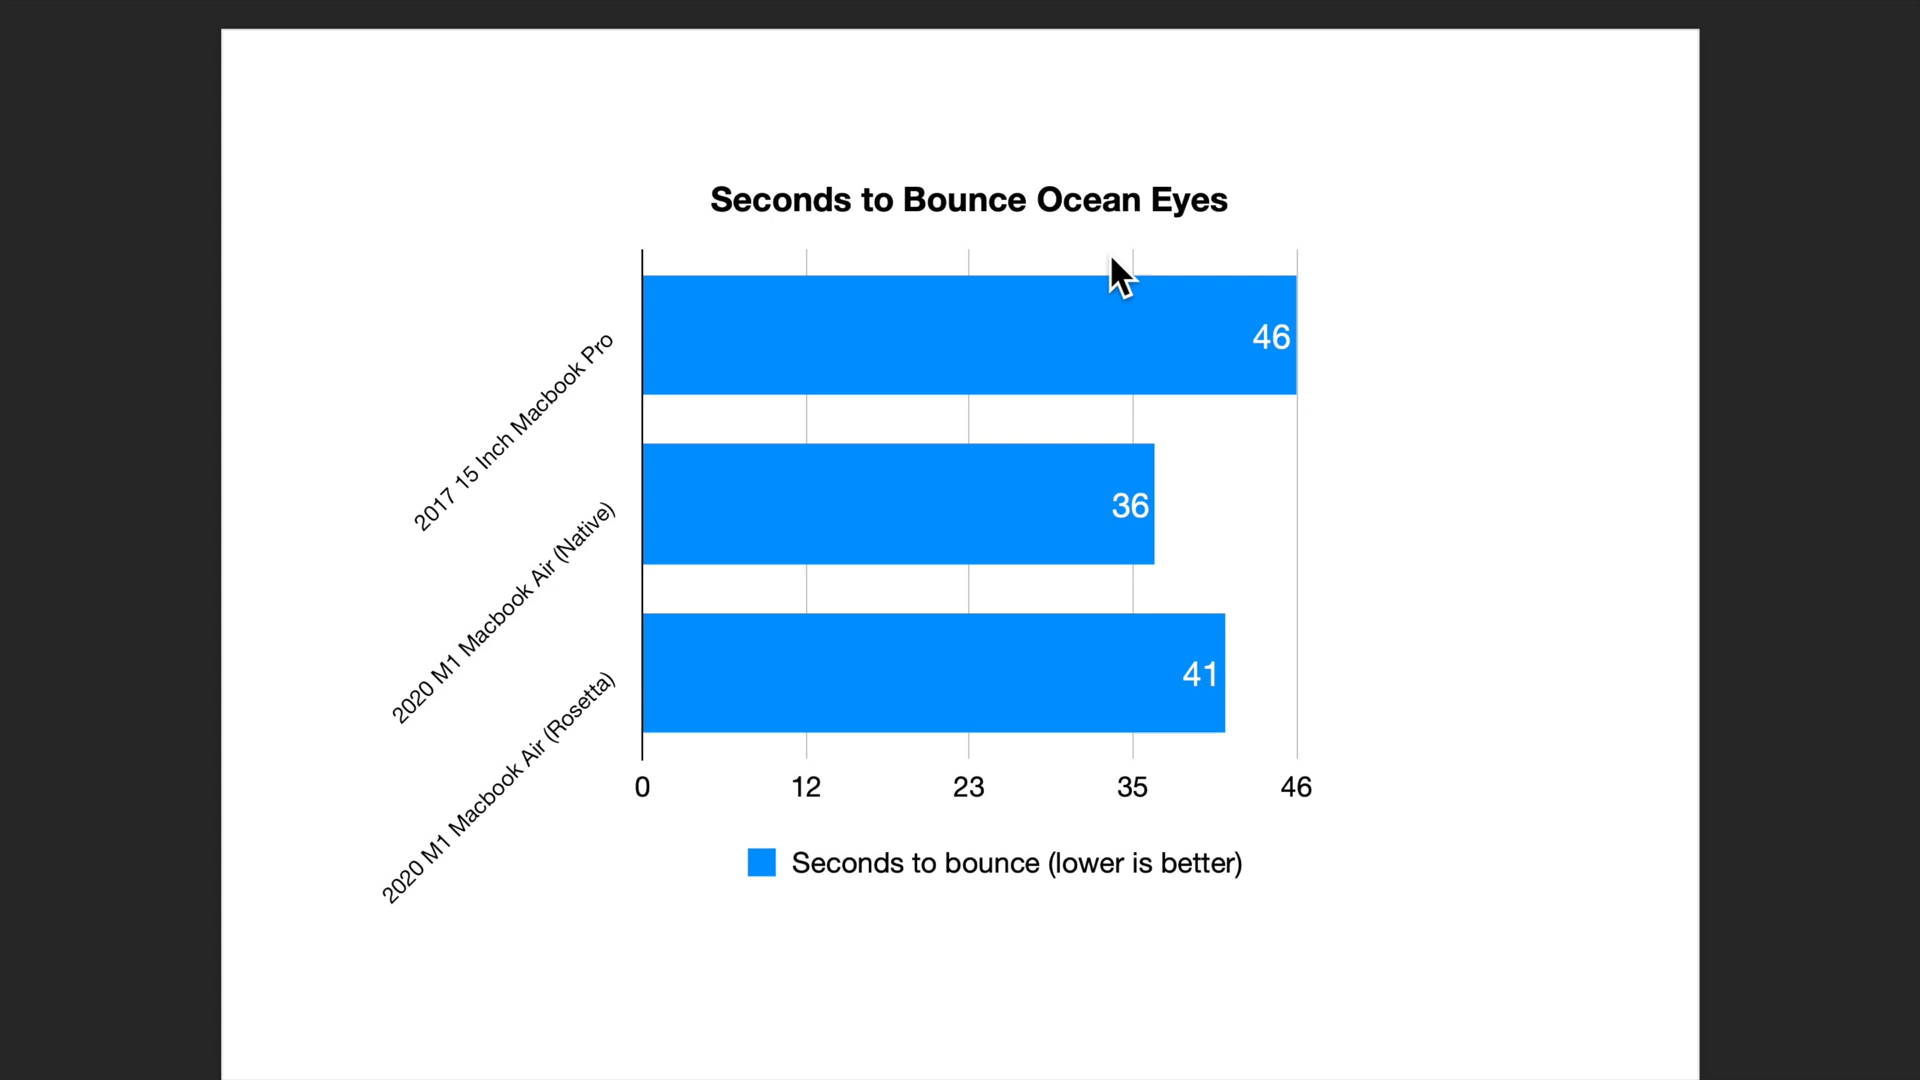 Seconds to Bounce Ocean Eyes
2017 15 Inch Macbook Pro
46
2020 M1 Macbook Air (Native)
36
2020 M1 Macbook Air (Rosetta)
41
0 12 23 35 46
Seconds to bounce (lower is better)